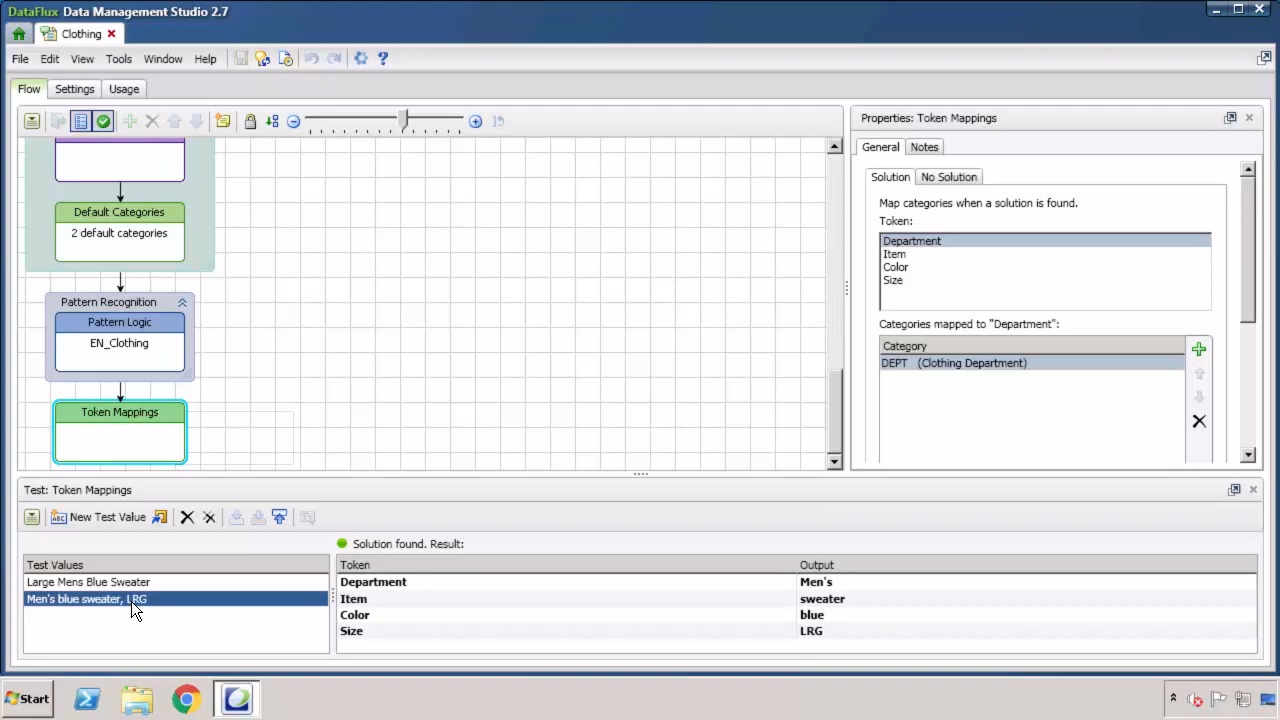 DataFlux Data Management Studio 2.7
Clothing
File Edit View Tools Window Help
Flow Settings Usage
Default Categories
2 default categories
Pattern Recognition
Pattern Logic
EN_Clothing
Token Mappings
Properties: Token Mappings
General Notes
Solution No Solution
Map categories when a solution is found.
Token:
Department
Item
Color
Size
Categories mapped to "Department":
Category
DEPT (Clothing Department)
Test: Token Mappings
ABC New Test Value
Solution found. Result:
Test Values
Large Mens Blue Sweater
Men's blue sweater, LRG
Token Output
Department Men's
Item sweater
Color blue
Size LRG
Start